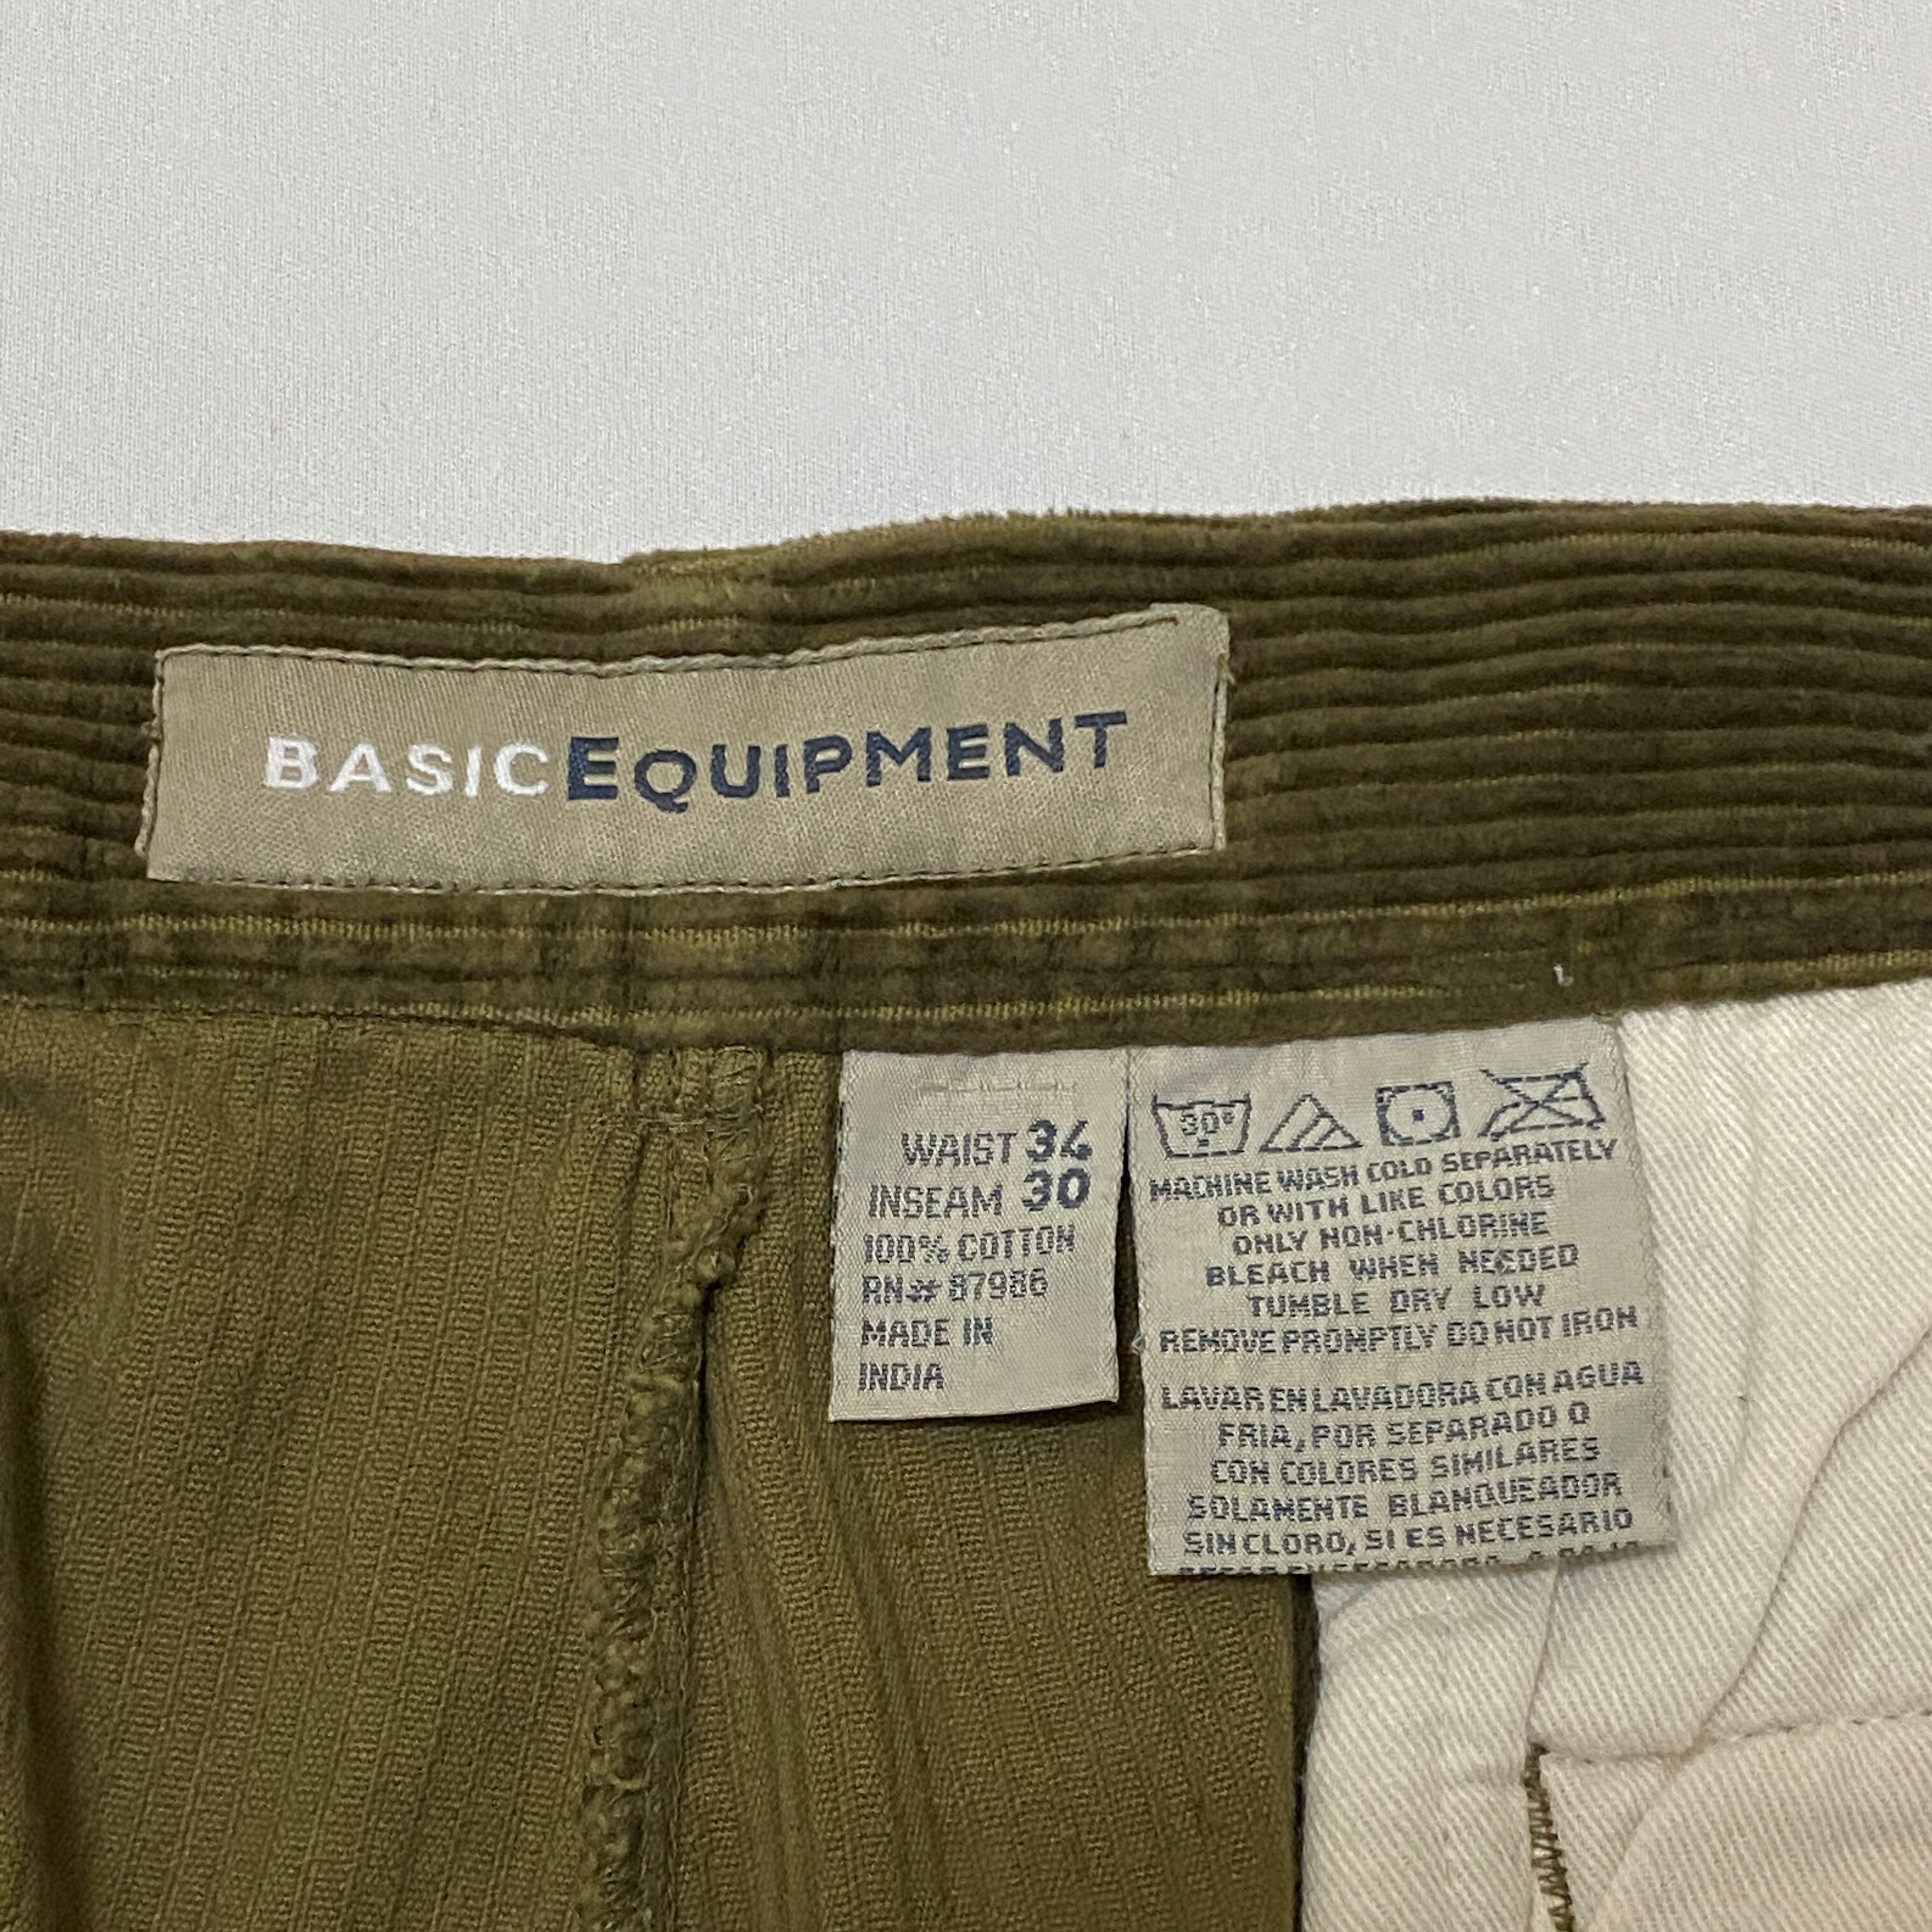 BASICEQUIPMENT
WAIST 34
INSEAM 30
100% COTTON
RN# 87986
MADE IN
INDIA
30°
MACHINE WASH COLD SEPARATELY
OR WITH LIKE COLORS
ONLY NON-CHLORINE
BLEACH WHEN NEEDED
TUMBLE DRY LOW
REMOVE PROMPTLY DO NOT IRON
LAVAR EN LAVADORA CON AGUA
FRIA, POR SEPARADO O
CON COLORES SIMILARES
SOLAMENTE BLANQUEADOR
SIN CLORO, SI ES NECESARIO